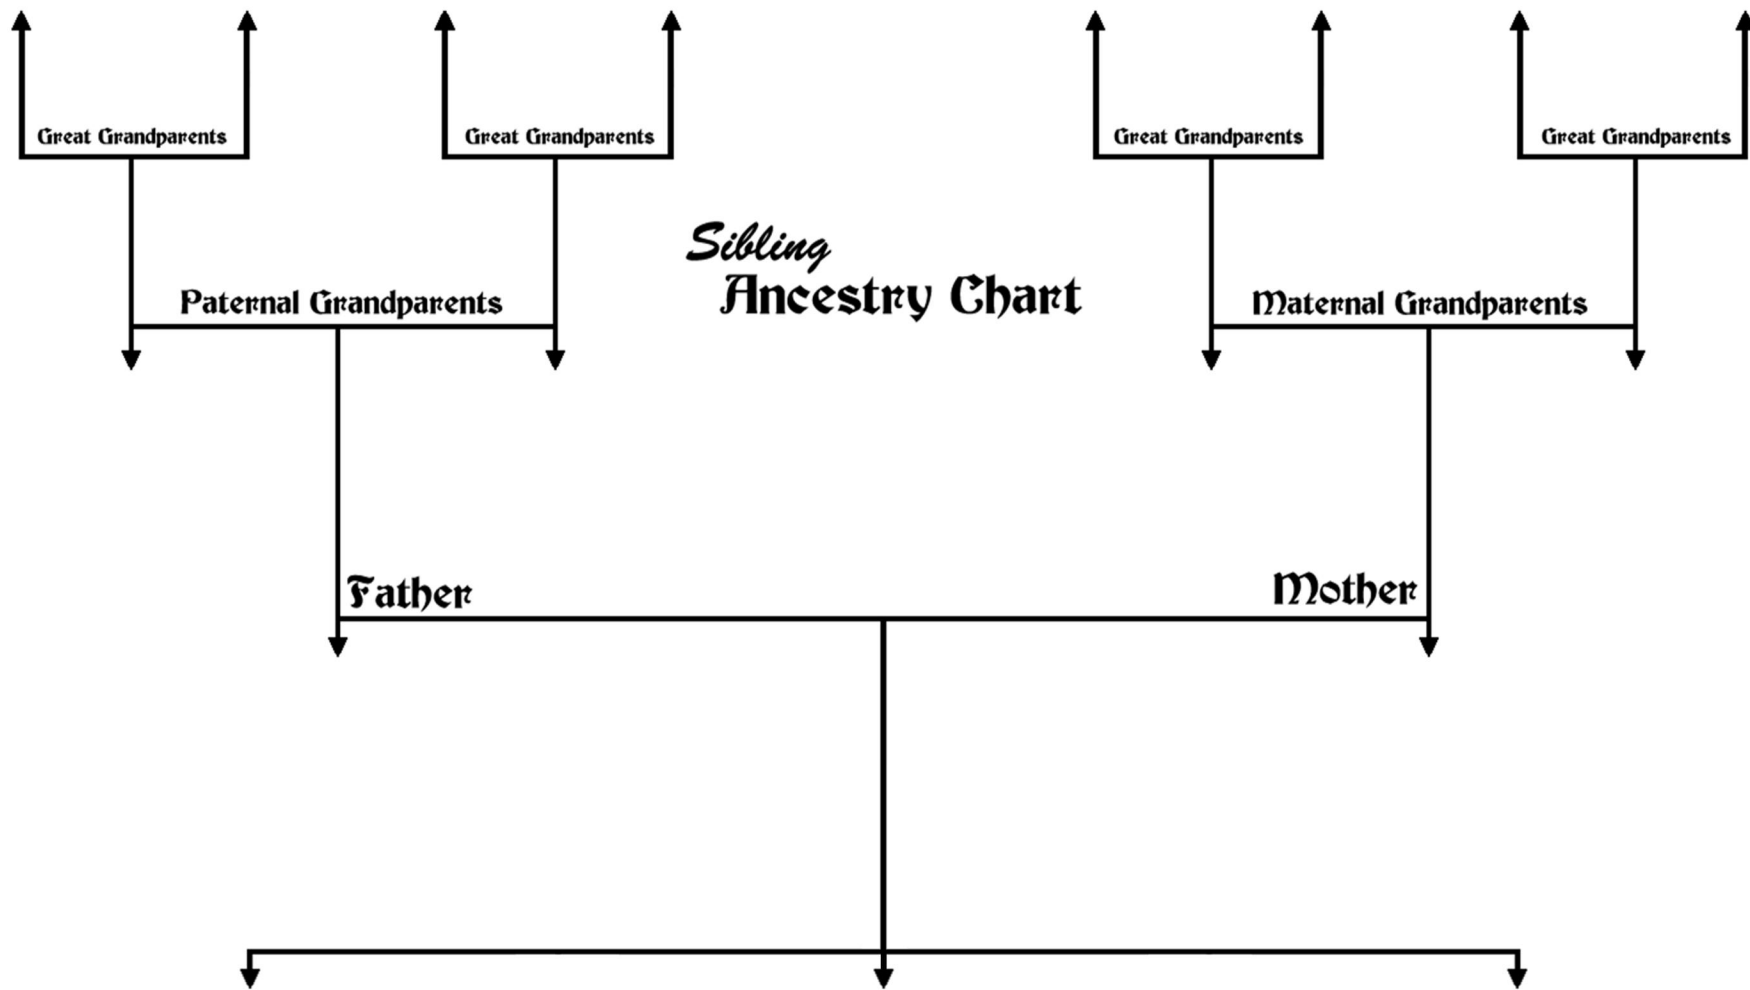 Great Grandparents
Great Grandparents
Great Grandparents
Great Grandparents
Sibling
Ancestry Chart
Paternal Grandparents
Maternal Grandparents
Father
Mother